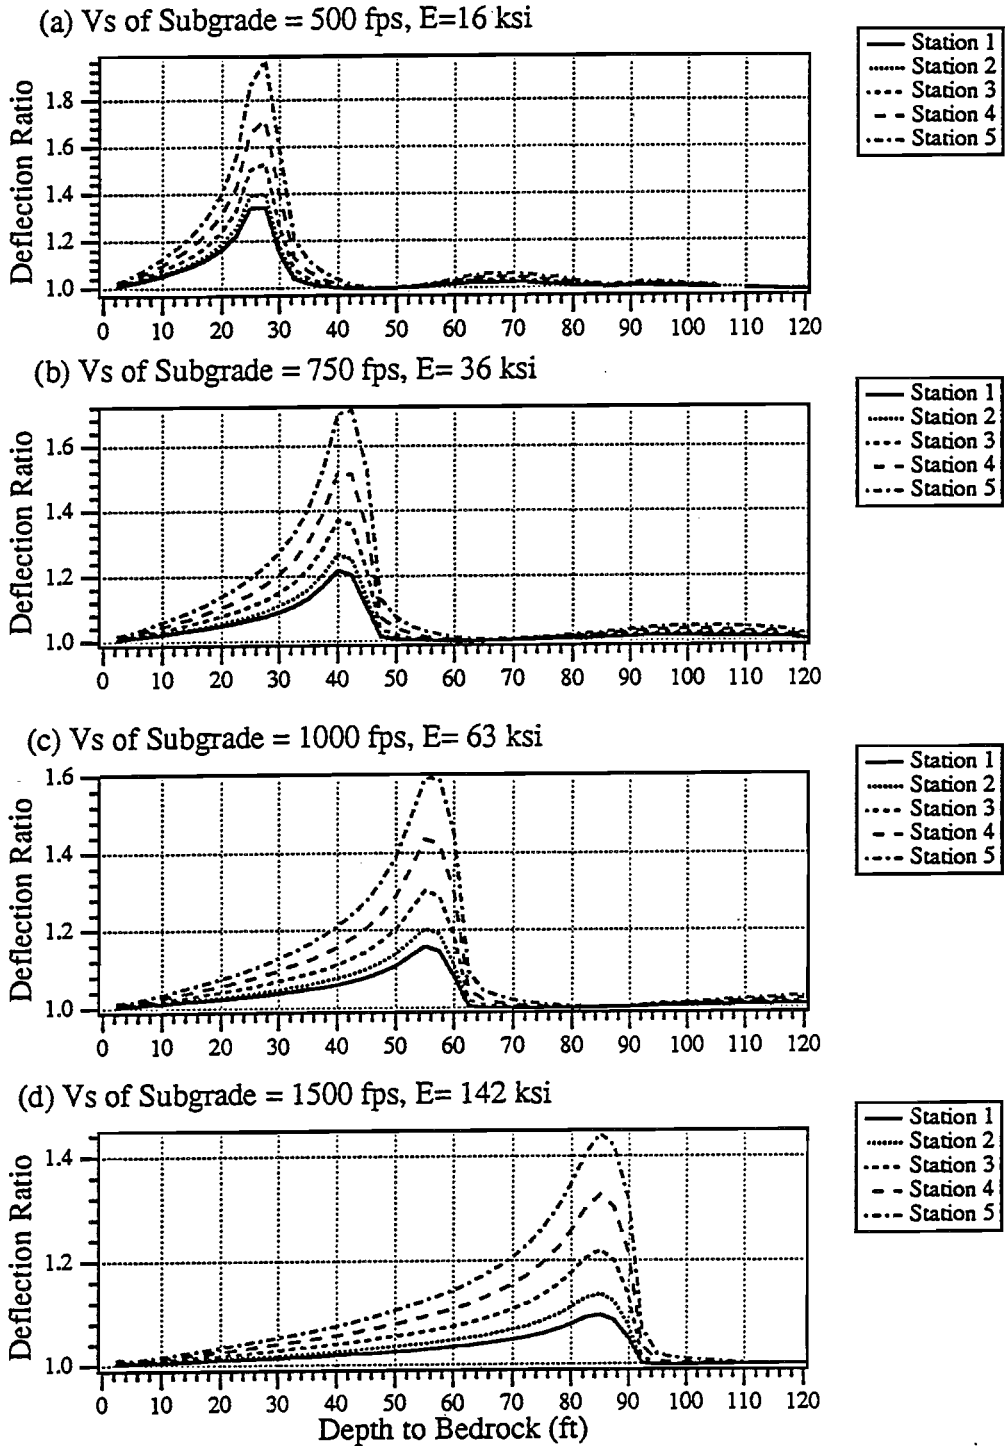 (a) Vs of Subgrade = 500 fps, E=16 ksi
Deflection Ratio
1.8
1.6
1.4
1.2
1.0
0 10 20 30 40 50 60 70 80 90 100 110 120
Station 1
Station 2
Station 3
Station 4
Station 5
(b) Vs of Subgrade = 750 fps, E= 36 ksi
Deflection Ratio
1.6
1.4
1.2
1.0
0 10 20 30 40 50 60 70 80 90 100 110 120
Station 1
Station 2
Station 3
Station 4
Station 5
(c) Vs of Subgrade = 1000 fps, E= 63 ksi
Deflection Ratio
1.6
1.4
1.2
1.0
0 10 20 30 40 50 60 70 80 90 100 110 120
Station 1
Station 2
Station 3
Station 4
Station 5
(d) Vs of Subgrade = 1500 fps, E= 142 ksi
Deflection Ratio
1.4
1.2
1.0
0 10 20 30 40 50 60 70 80 90 100 110 120
Depth to Bedrock (ft)
Station 1
Station 2
Station 3
Station 4
Station 5